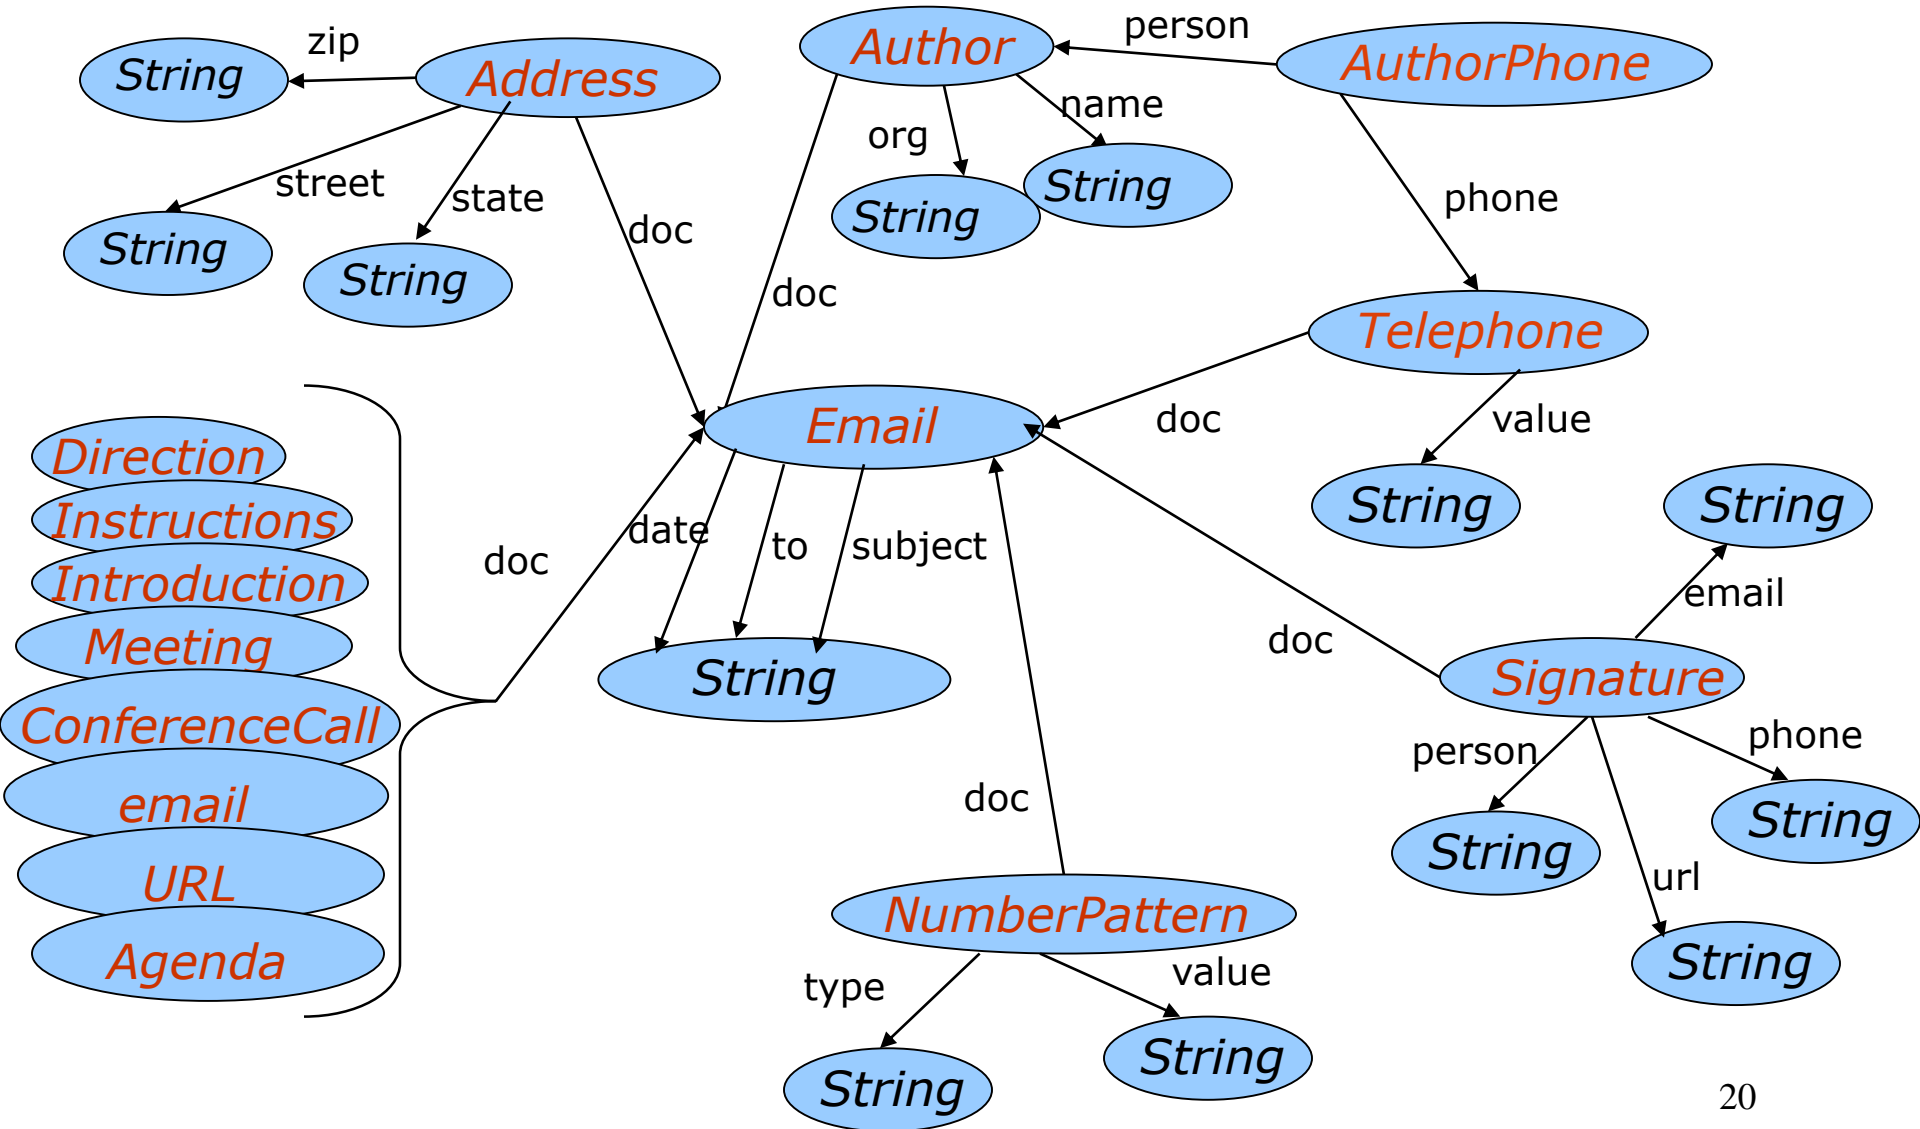 zip
String
Address
street
String
state
String
doc
Author
person
AuthorPhone
name
org
String
String
doc
phone
Telephone
doc
value
String
Email
date
to
subject
String
Direction
Instructions
Introduction
Meeting
ConferenceCall
email
URL
Agenda
doc
String
email
doc
Signature
person
String
phone
String
url
String
doc
NumberPattern
type
String
value
String
20